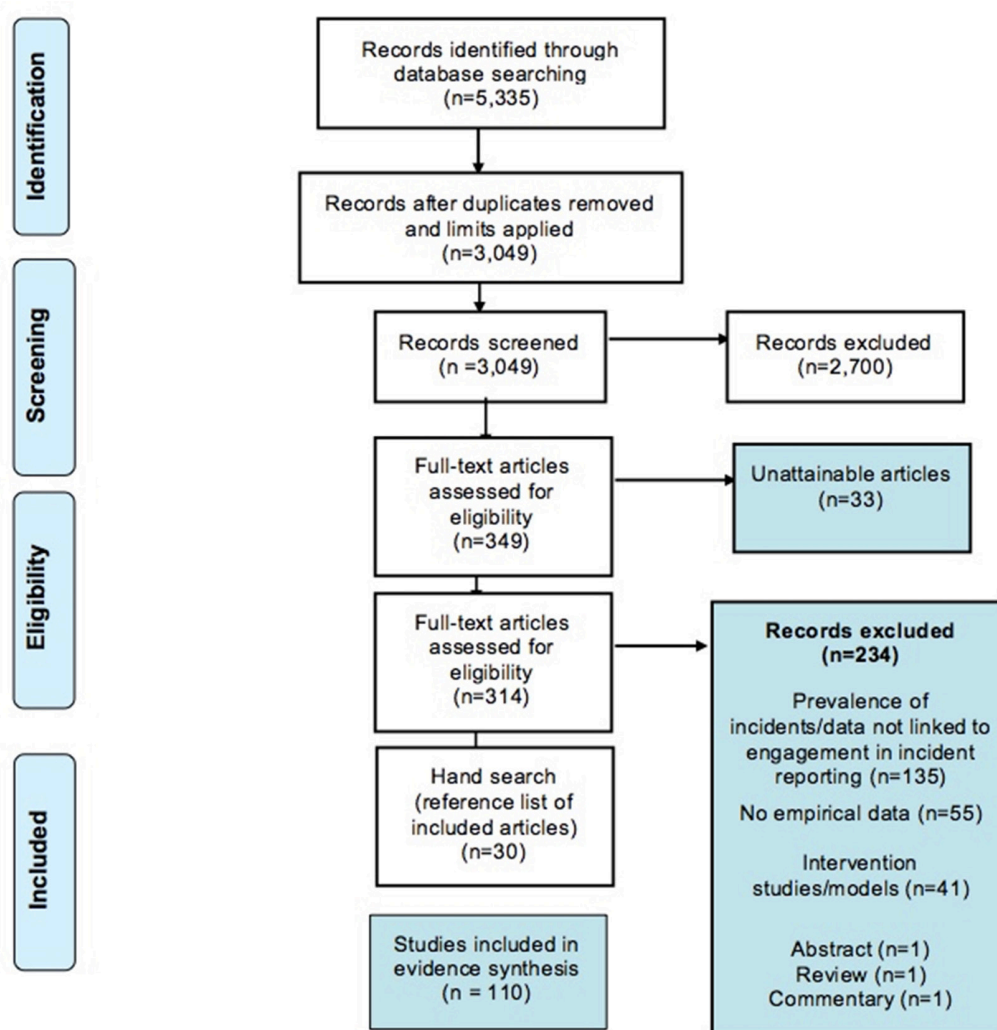 Identification
Records identified through
database searching
(n=5,335)
Records after duplicates removed
and limits applied
(n=3,049)
Screening
Records screened
(n =3,049)
Records excluded
(n=2,700)
Eligibility
Full-text articles
assessed for
eligibility
(n=349)
Unattainable articles
(n=33)
Full-text articles
assessed for
eligibility
(n=314)
Records excluded
(n=234)
Prevalence of
incidents/data not linked to
engagement in incident
reporting (n=135)
No empirical data (n=55)
Intervention
studies/models (n=41)
Abstract (n=1)
Review (n=1)
Commentary (n=1)
Included
Hand search
(reference list of
included articles)
(n=30)
Studies included in
evidence synthesis
(n = 110)